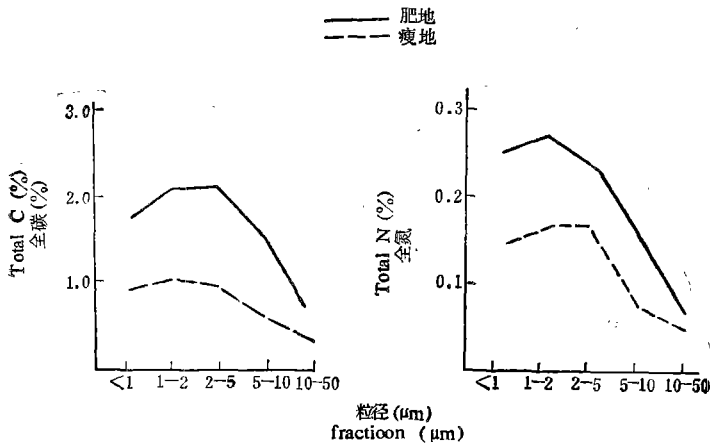 肥地
瘦地
Total C (%)
全碳(%)
3.0
2.0
1.0
<1 1-2 2-5 5-10 10-50
Total N (%)
全氮
0.3
0.2
0.1
<1 1-2 2-5 5-10 10-50
粒径(μm)
fractioon (μm)